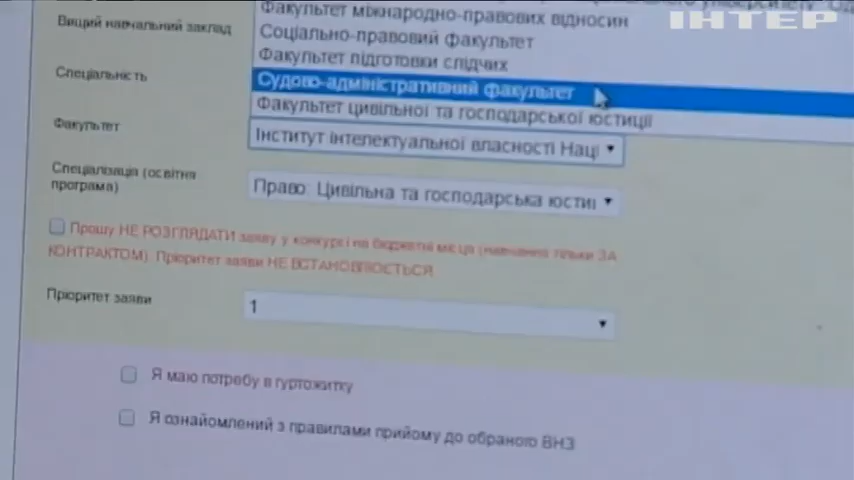 Факультет міжнародно-правових відносин
ІНТЕР
Вищий навчальний заклад
Соціально-правовий факультет
Факультет підготовки слідчих
Спеціальність
Судово-адміністративний факультет
Факультет цивільної та господарської юстиції
Факультет
Інститут інтелектуальної власності Наці
Спеціалізація (освітня
програма)
Право: Цивільна та господарська юстиц
Прошу НЕ РОЗГЛЯДАТИ заяву у конкурсі на бюджетні місця (навчання тільки ЗА
КОНТРАКТОМ). Пріоритет заяви НЕ ВСТАНОВЛЮЄТЬСЯ
Пріоритет заяви
1
Я маю потребу в гуртожитку
Я ознайомлений з правилами прийому до обраного ВНЗ